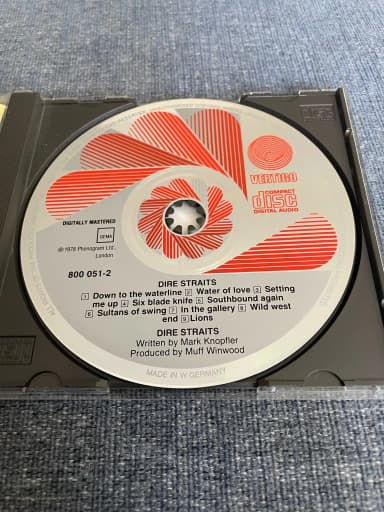 VERTIGO
COMPACT
disc
DIGITAL AUDIO
DIGITALLY MASTERED
GEMA
℗ 1978 Phonogram Ltd.,
London
800 051-2
DIRE STRAITS
1 Down to the waterline 2 Water of love 3 Setting
me up 4 Six blade knife 5 Southbound again
6 Sultans of swing 7 In the gallery 8 Wild west
end 9 Lions
DIRE STRAITS
Written by Mark Knopfler
Produced by Muff Winwood
MADE IN W. GERMANY